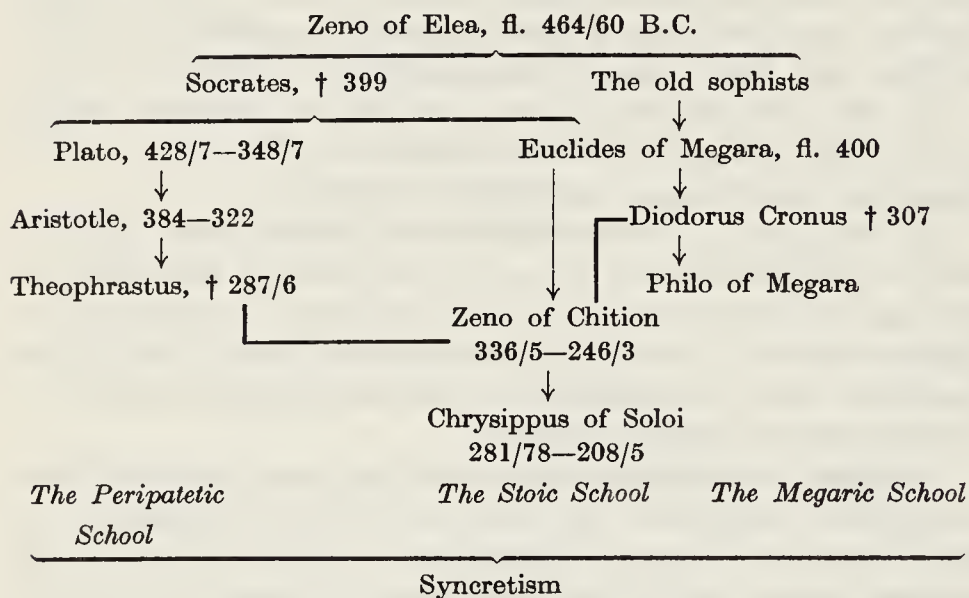 Zeno of Elea, fl. 464/60 B.C.
Socrates, † 399 The old sophists
Plato, 428/7—348/7 Euclides of Megara, fl. 400
Aristotle, 384—322 Diodorus Cronus † 307
Theophrastus, † 287/6 Philo of Megara
Zeno of Chition
336/5—246/3
Chrysippus of Soloi
281/78—208/5
The Peripatetic The Stoic School The Megaric School
School
Syncretism